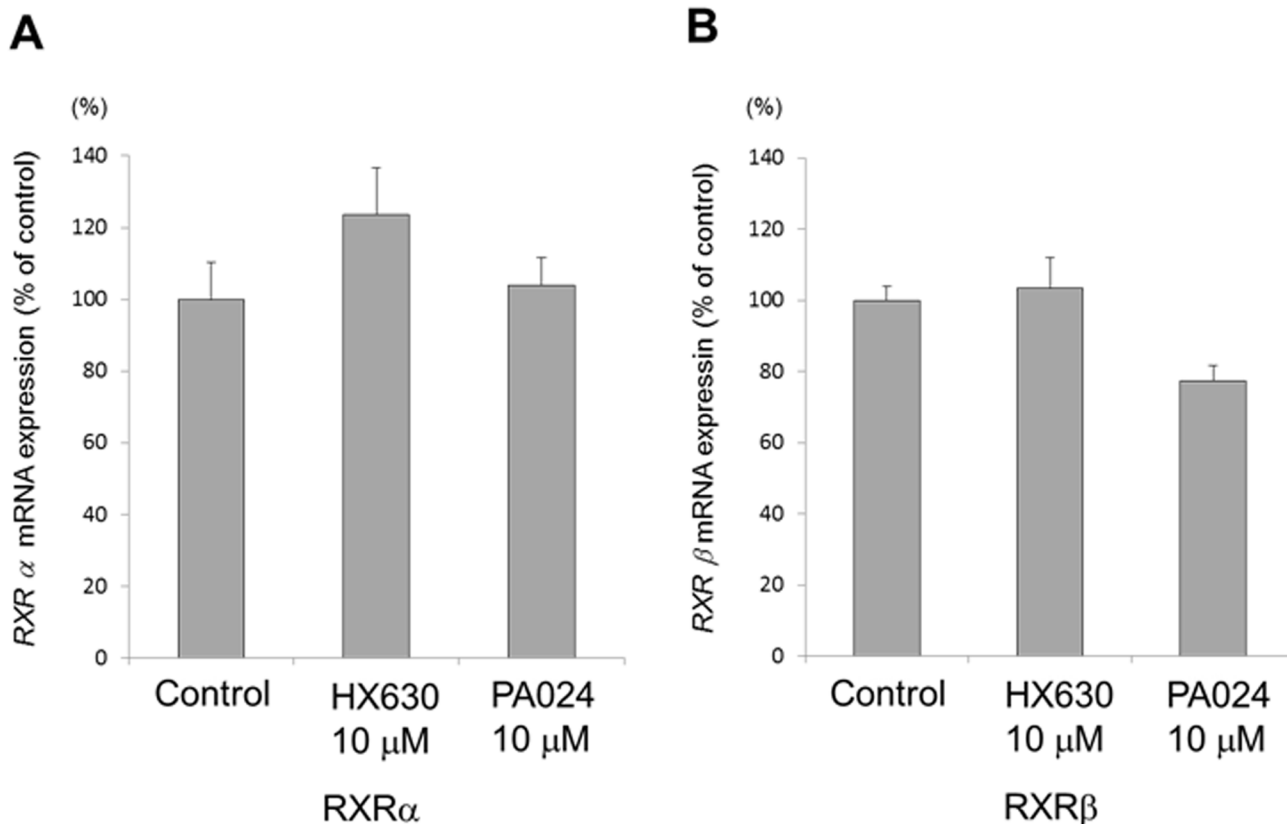 A
(%)
RXR α mRNA expression (% of control)
140
120
100
80
60
40
20
0
Control
HX630
10 μM
PA024
10 μM
RXRα
B
(%)
RXR β mRNA expressin (% of control)
140
120
100
80
60
40
20
0
Control
HX630
10 μM
PA024
10 μM
RXRβ